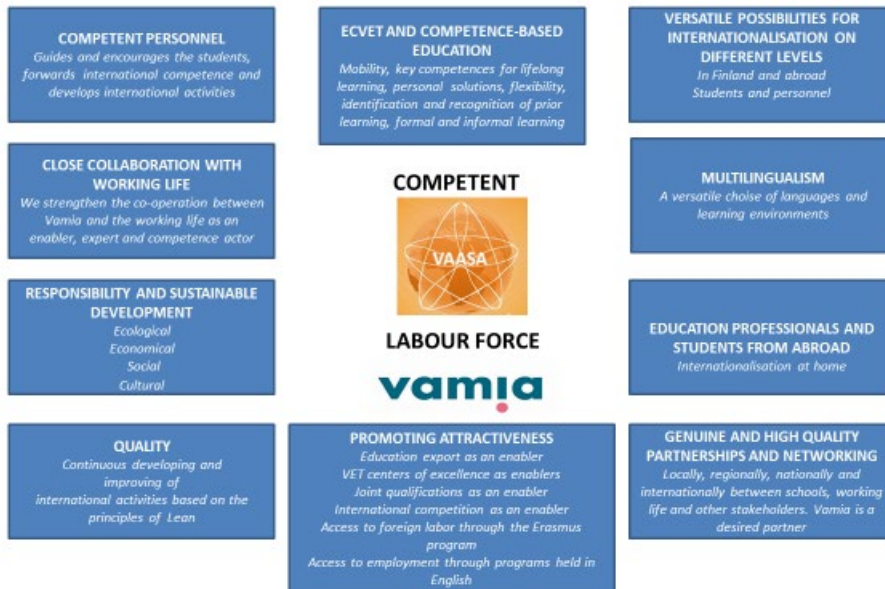 COMPETENT PERSONNEL
Guides and encourages the students,
forwards international competence and
develops international activities
ECVET AND COMPETENCE-BASED
EDUCATION
Mobility, key competences for lifelong
learning, personal solutions, flexibility,
identification and recognition of prior
learning, formal and informal learning
VERSATILE POSSIBILITIES FOR
INTERNATIONALISATION ON
DIFFERENT LEVELS
In Finland and abroad
Students and personnel
CLOSE COLLABORATION WITH
WORKING LIFE
We strengthen the co-operation between
Vamia and the working life as an
enabler, expert and competence actor
COMPETENT
VAASA
LABOUR FORCE
vamia
MULTILINGUALISM
A versatile choise of languages and
learning environments
RESPONSIBILITY AND SUSTAINABLE
DEVELOPMENT
Ecological
Economical
Social
Cultural
EDUCATION PROFESSIONALS AND
STUDENTS FROM ABROAD
Internationalisation at home
QUALITY
Continuous developing and
improving of
international activities based on the
principles of Lean
PROMOTING ATTRACTIVENESS
Education export as an enabler
VET centers of excellence as enablers
Joint qualifications as an enabler
International competition as an enabler
Access to foreign labor through the Erasmus
program
Access to employment through programs held in
English
GENUINE AND HIGH QUALITY
PARTNERSHIPS AND NETWORKING
Locally, regionally, nationally and
internationally between schools, working
life and other stakeholders. Vamia is a
desired partner